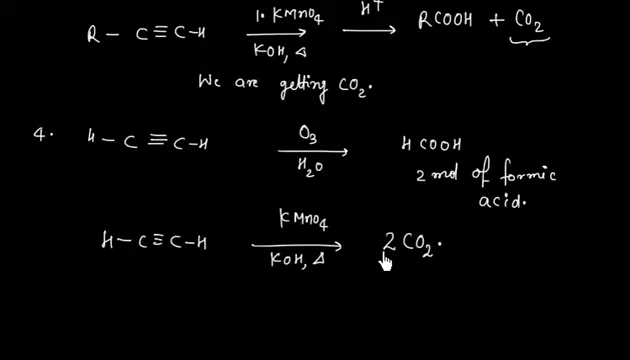 1. KMnO4 H+
R - C ≡ C - H → RCOOH + CO2
KOH, Δ
We are getting CO2.
4. H - C ≡ C - H O3 → HCOOH
H2O 2 mol of formic
acid.
KMnO4
H - C ≡ C - H → 2CO2.
KOH, Δ